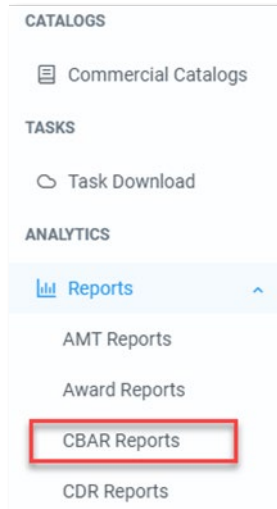 CATALOGS
Commercial Catalogs
TASKS
Task Download
ANALYTICS
Reports
AMT Reports
Award Reports
CBAR Reports
CDR Reports